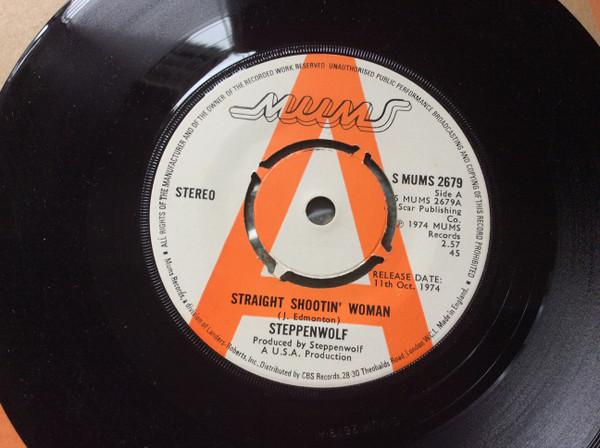 ■ ALL RIGHTS OF THE MANUFACTURER AND OF THE OWNER OF THE RECORDED WORK RESERVED. UNAUTHORISED PUBLIC PERFORMANCE BROADCASTING AND COPYING OF THIS RECORD PROHIBITED ■
MUMS
STEREO
S MUMS 2679
Side A
S MUMS 2679A
Scar Publishing
Co.
℗ 1974 MUMS
Records
2.57
45
RELEASE DATE:
11th Oct. 1974
A
STRAIGHT SHOOTIN' WOMAN
(J. Edmonton)
STEPPENWOLF
Produced by Steppenwolf
A U.S.A. Production
Mums Records, a division of Landers-Roberts, Inc., Distributed by CBS Records, 28-30 Theobalds Road, London W.C.1. Made in England.